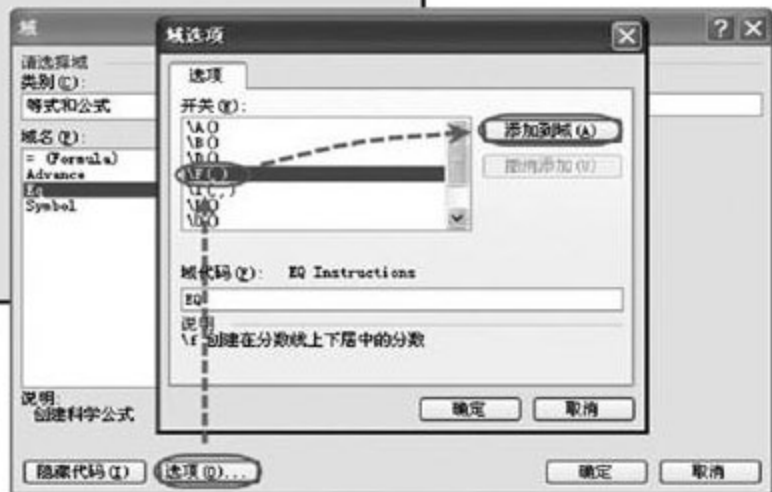 域
请选择域
类别(C):
等式和公式
域名(F):
= (Formula)
Advance
Eq
Symbol
说明:
创建科学公式
隐藏代码(I)
选项(O)...
确定
取消
域选项
选项
开关(W):
\A()
\B()
\D()
\F(,)
\I(,)
\O()
添加到域(A)
撤消添加(U)
域代码(F): EQ Instructions
EQ
说明
\f 创建在分数线上下居中的分数
确定
取消